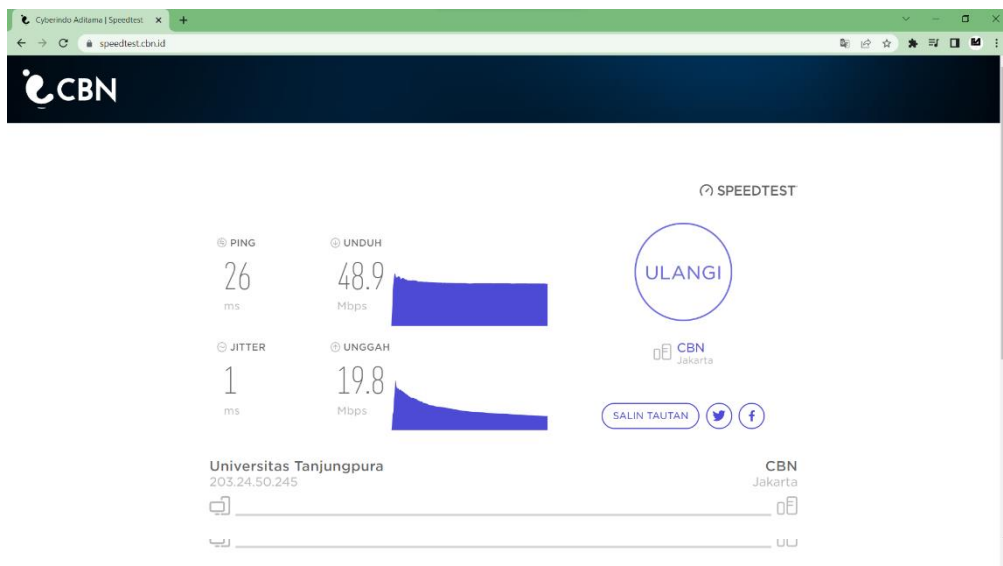 Cyberindo Aditama | Speedtest
speedtest.cbn.id
CBN
SPEEDTEST
PING
26
ms
UNDUH
48.9
Mbps
ULANGI
JITTER
1
ms
UNGGAH
19.8
Mbps
CBN
Jakarta
SALIN TAUTAN
Universitas Tanjungpura
203.24.50.245
CBN
Jakarta